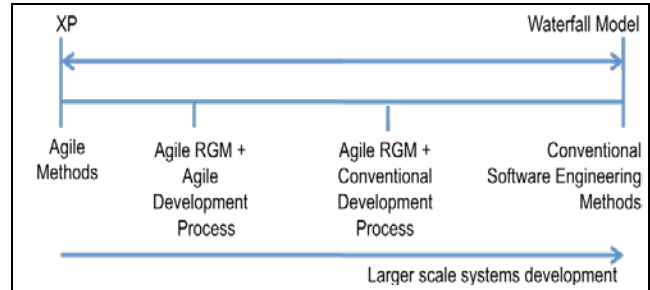 XP
Waterfall Model
Agile
Methods
Agile RGM +
Agile
Development
Process
Agile RGM +
Conventional
Development
Process
Conventional
Software Engineering
Methods
Larger scale systems development